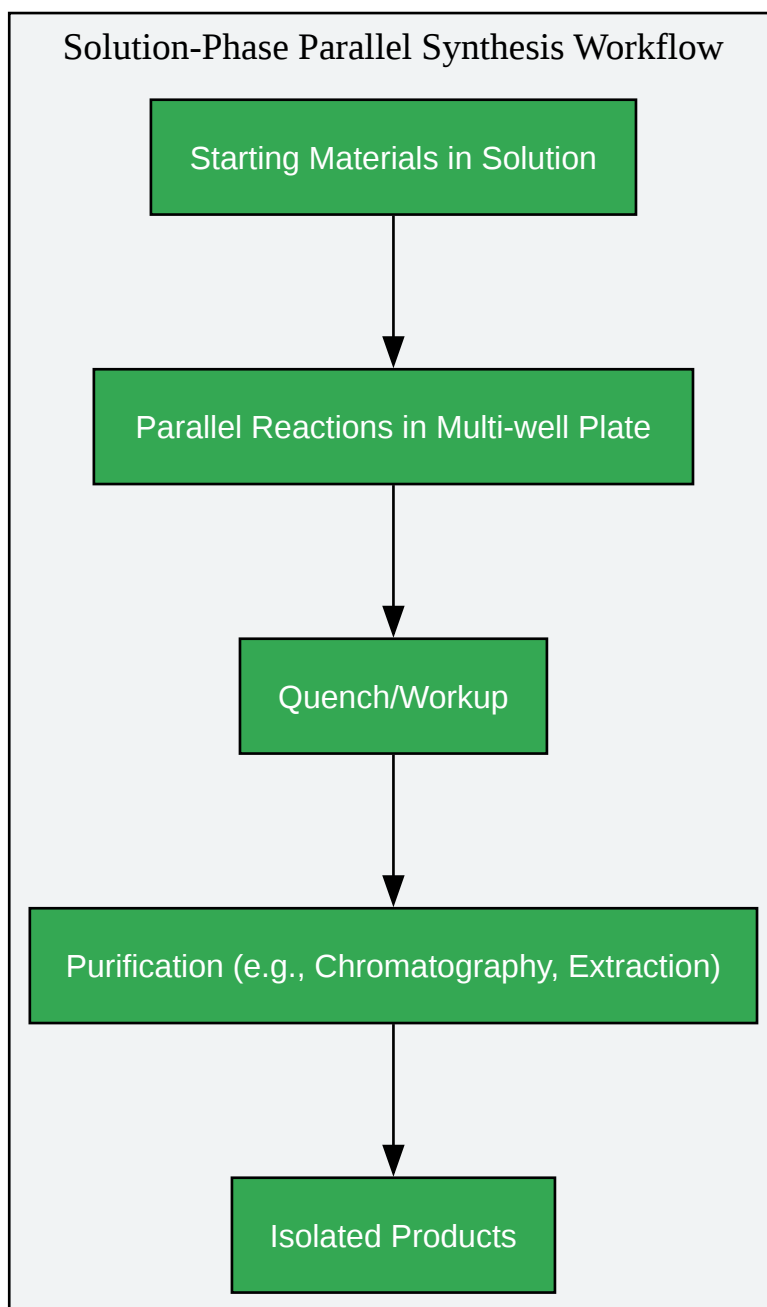 Solution-Phase Parallel Synthesis Workflow
Starting Materials in Solution
Parallel Reactions in Multi-well Plate
Quench/Workup
Purification (e.g., Chromatography, Extraction)
Isolated Products